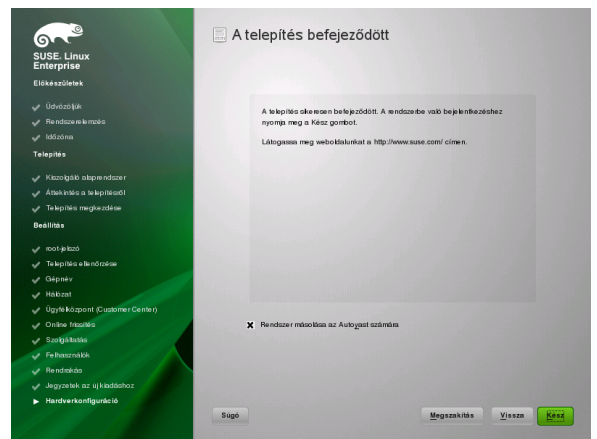 SUSE. Linux
Enterprise
Előkészületek
Üdvözöljük
Rendszerelemzés
Időzóna
Telepítés
Kiszolgáló alaprendszer
Áttekintés a telepítésről
Telepítés megkezdése
Beállítás
root-jelszó
Telepítés ellenőrzése
Gépnév
Hálózat
Ügyfélközpont (Customer Center)
Online frissítés
Szolgáltatás
Felhasználók
Rendrakás
Jegyzetek az új kiadáshoz
Hardverkonfiguráció
A telepítés befejeződött
A telepítés sikeresen befejeződött. A rendszerbe való bejelentkezéshez
nyomja meg a Kész gombot.
Látogassa meg weboldalunkat a http://www.suse.com/ címen.
Rendszer másolása az Autoyast számára
Súgó
Megszakítás
Vissza
Kész